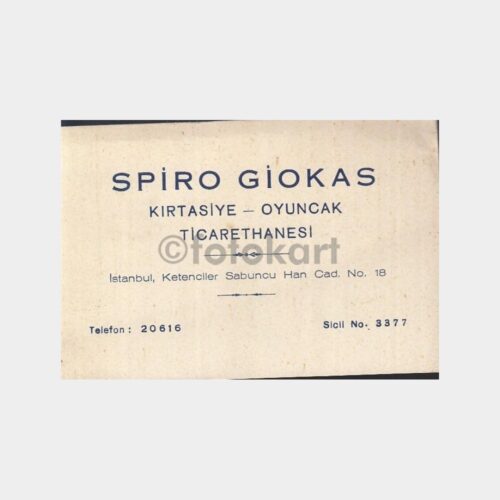 SPİRO GİOKAS
KIRTASİYE – OYUNCAK
TİCARETHANESİ
©fotokart
İstanbul, Ketenciler Sabuncu Han Cad. No. 18
Telefon : 20616 Sicil No. 3377